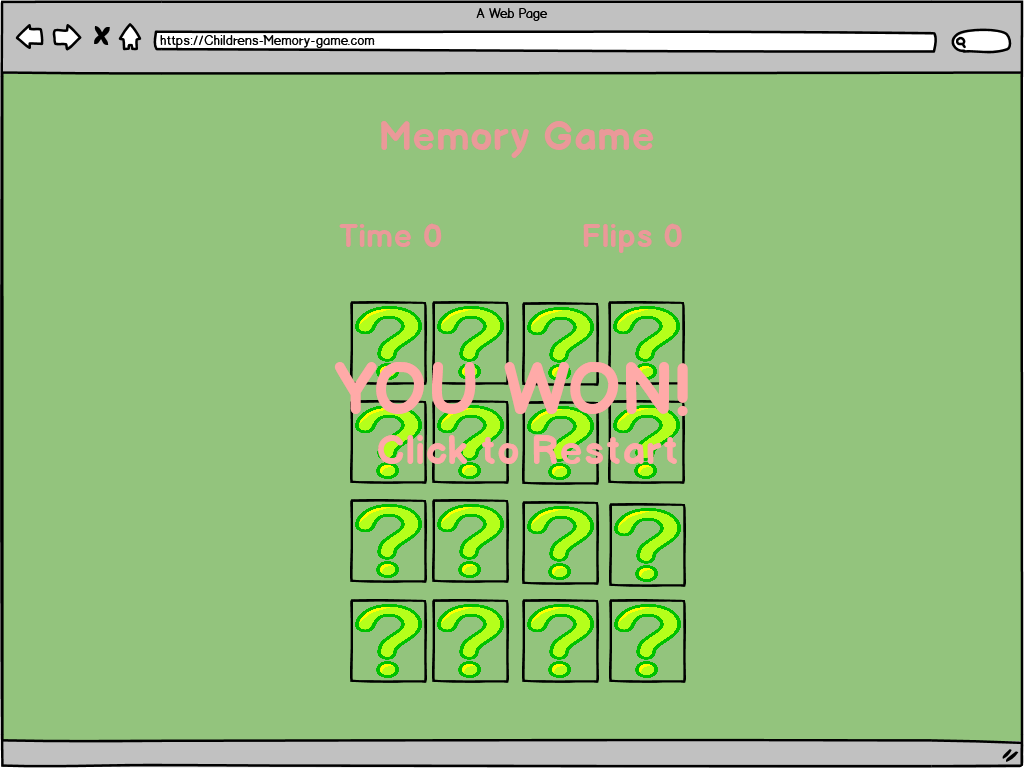 A Web Page
https://Childrens-Memory-game.com
Memory Game
Time 0 Flips 0
? ? ? ?
YOU WON!
? ? ? ?
Click to Restart
? ? ? ?
? ? ? ?